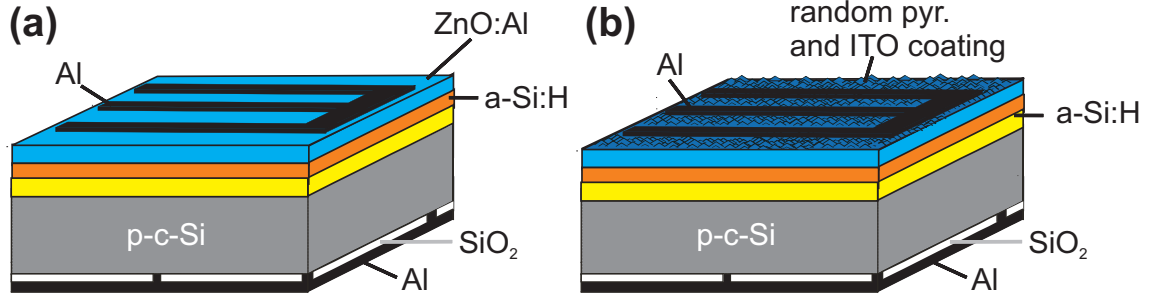 (a)
ZnO:Al
Al
a-Si:H
p-c-Si
SiO₂
Al
(b)
random pyr.
and ITO coating
Al
a-Si:H
p-c-Si
SiO₂
Al